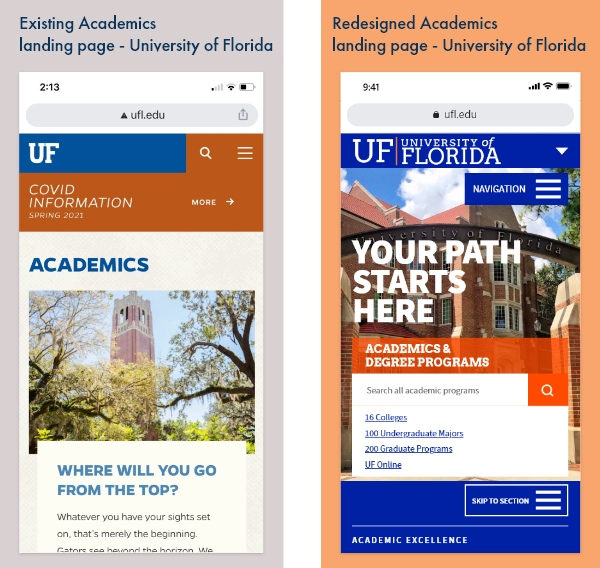 Existing Academics
landing page - University of Florida
2:13
ufl.edu
UF
COVID
INFORMATION
SPRING 2021
MORE →
ACADEMICS
WHERE WILL YOU GO
FROM THE TOP?
Whatever you have your sights set
on, that's merely the beginning.
Gators see beyond the horizon. We
Redesigned Academics
landing page - University of Florida
9:41
ufl.edu
UF UNIVERSITY of
FLORIDA
NAVIGATION
University of Florida
YOUR PATH
STARTS
HERE
ACADEMICS &
DEGREE PROGRAMS
Search all academic programs
16 Colleges
100 Undergraduate Majors
200 Graduate Programs
UF Online
SKIP TO SECTION
ACADEMIC EXCELLENCE